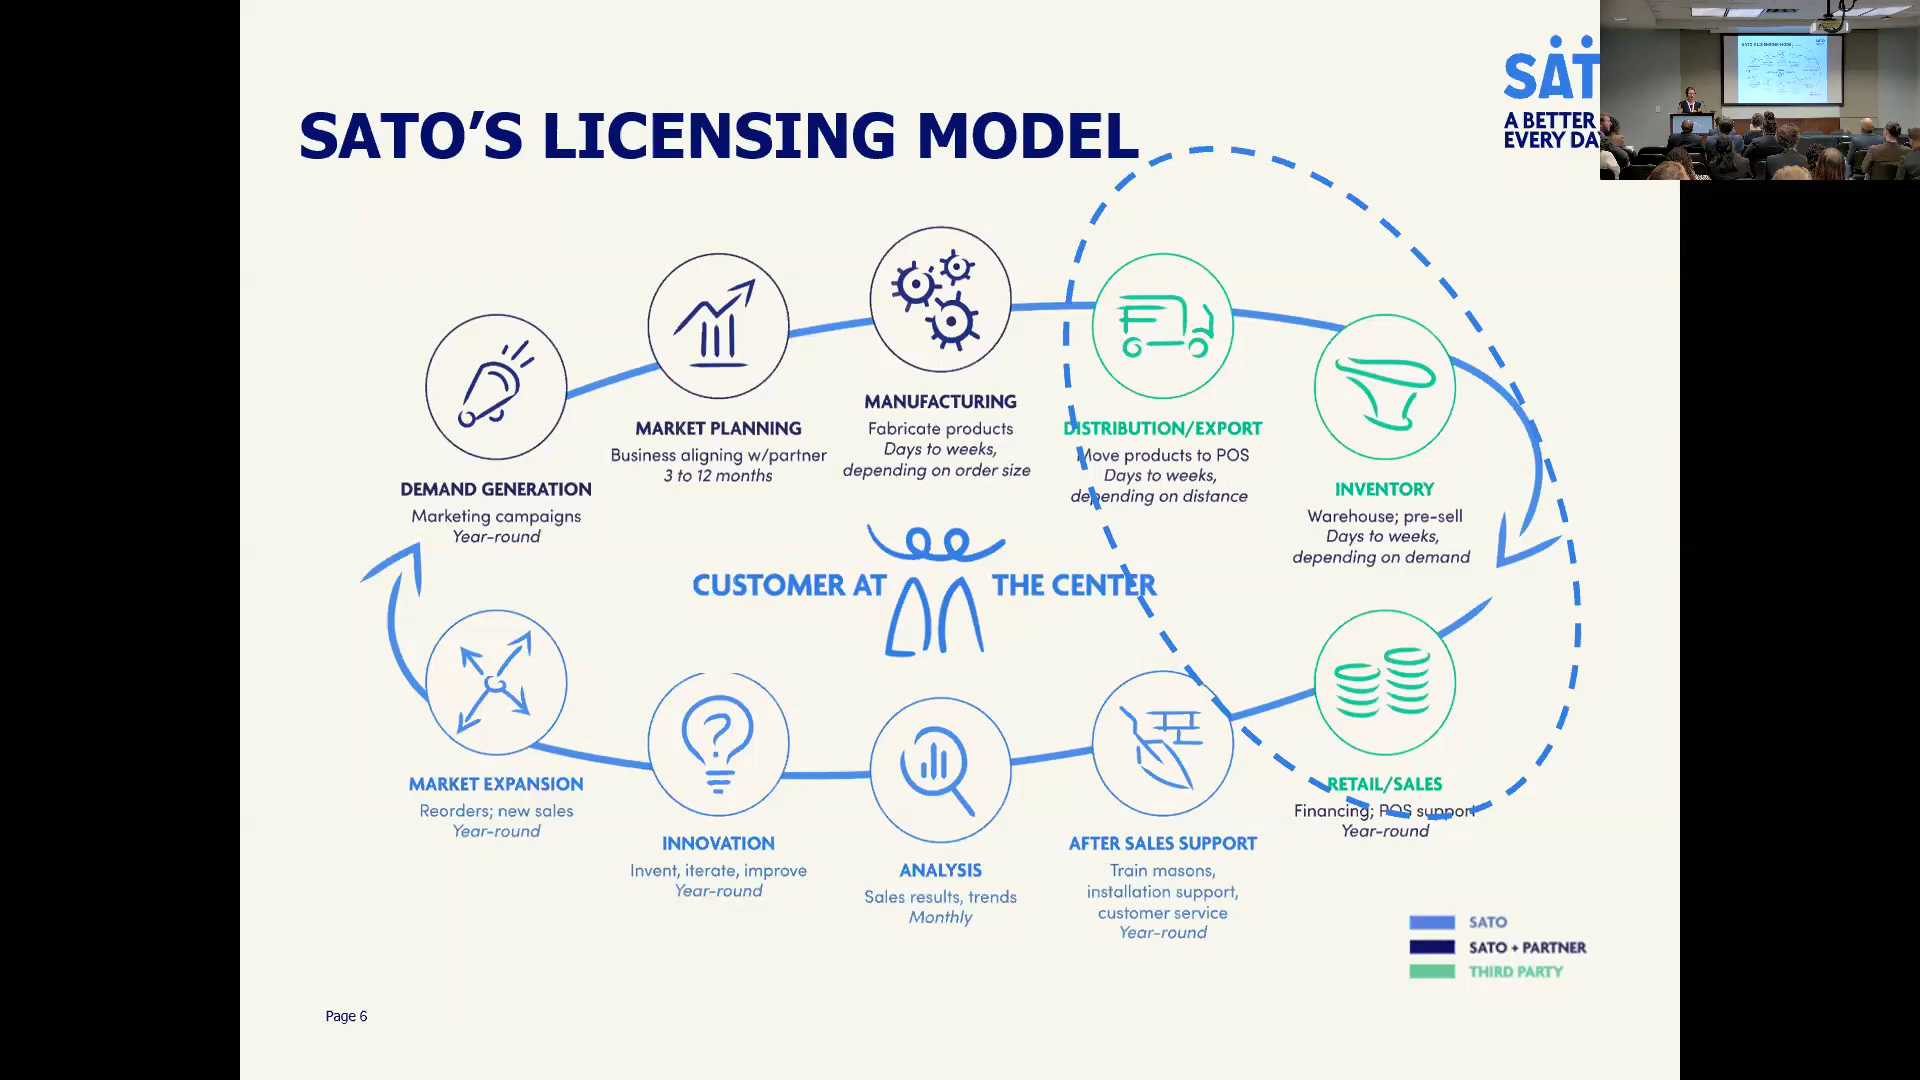 SATO'S LICENSING MODEL
SAT
A BETTER
EVERY DA
DEMAND GENERATION
Marketing campaigns
Year-round
MARKET PLANNING
Business aligning w/partner
3 to 12 months
MANUFACTURING
Fabricate products
Days to weeks,
depending on order size
DISTRIBUTION/EXPORT
Move products to POS
Days to weeks,
depending on distance
INVENTORY
Warehouse; pre-sell
Days to weeks,
depending on demand
CUSTOMER AT THE CENTER
MARKET EXPANSION
Reorders; new sales
Year-round
INNOVATION
Invent, iterate, improve
Year-round
ANALYSIS
Sales results, trends
Monthly
AFTER SALES SUPPORT
Train masons,
installation support,
customer service
Year-round
RETAIL/SALES
Financing; POS support
Year-round
SATO
SATO + PARTNER
THIRD PARTY
Page 6